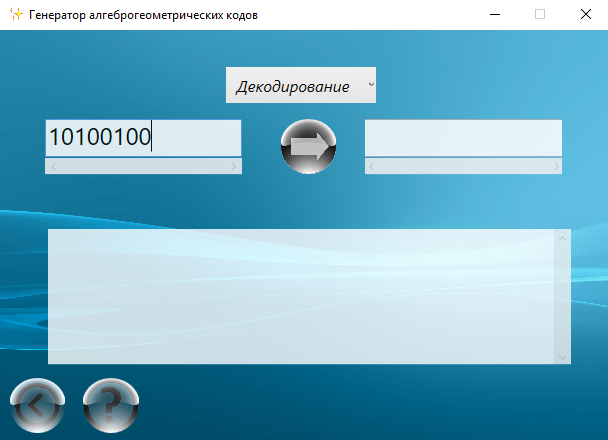 Генератор алгеброгеометрических кодов
Декодирование
10100100
?